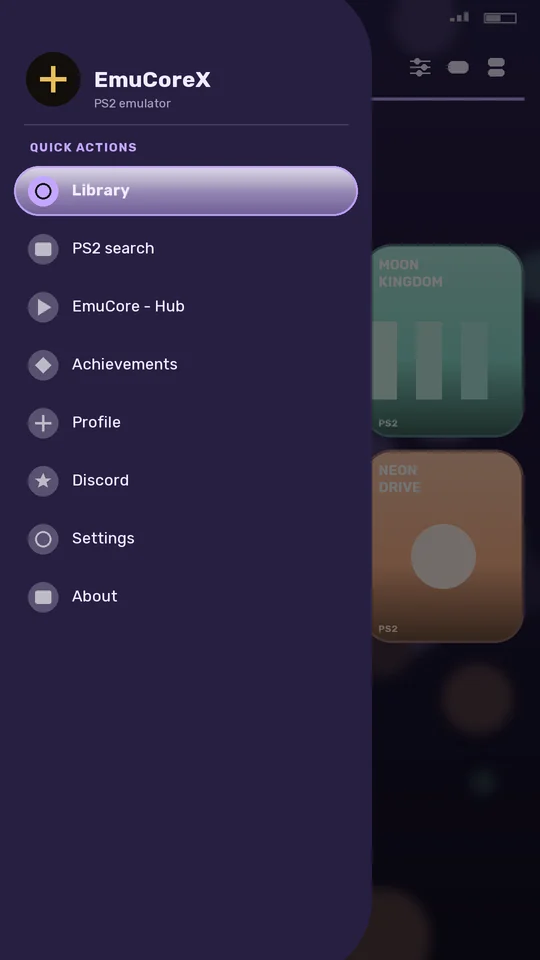 EmuCoreX
PS2 emulator
QUICK ACTIONS
Library
PS2 search
EmuCore - Hub
Achievements
Profile
Discord
Settings
About
MOON
KINGDOM
PS2
NEON
DRIVE
PS2